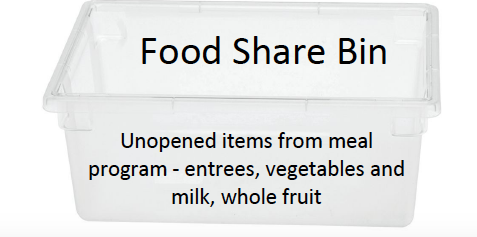 Food Share Bin
Unopened items from meal
program - entrees, vegetables and
milk, whole fruit